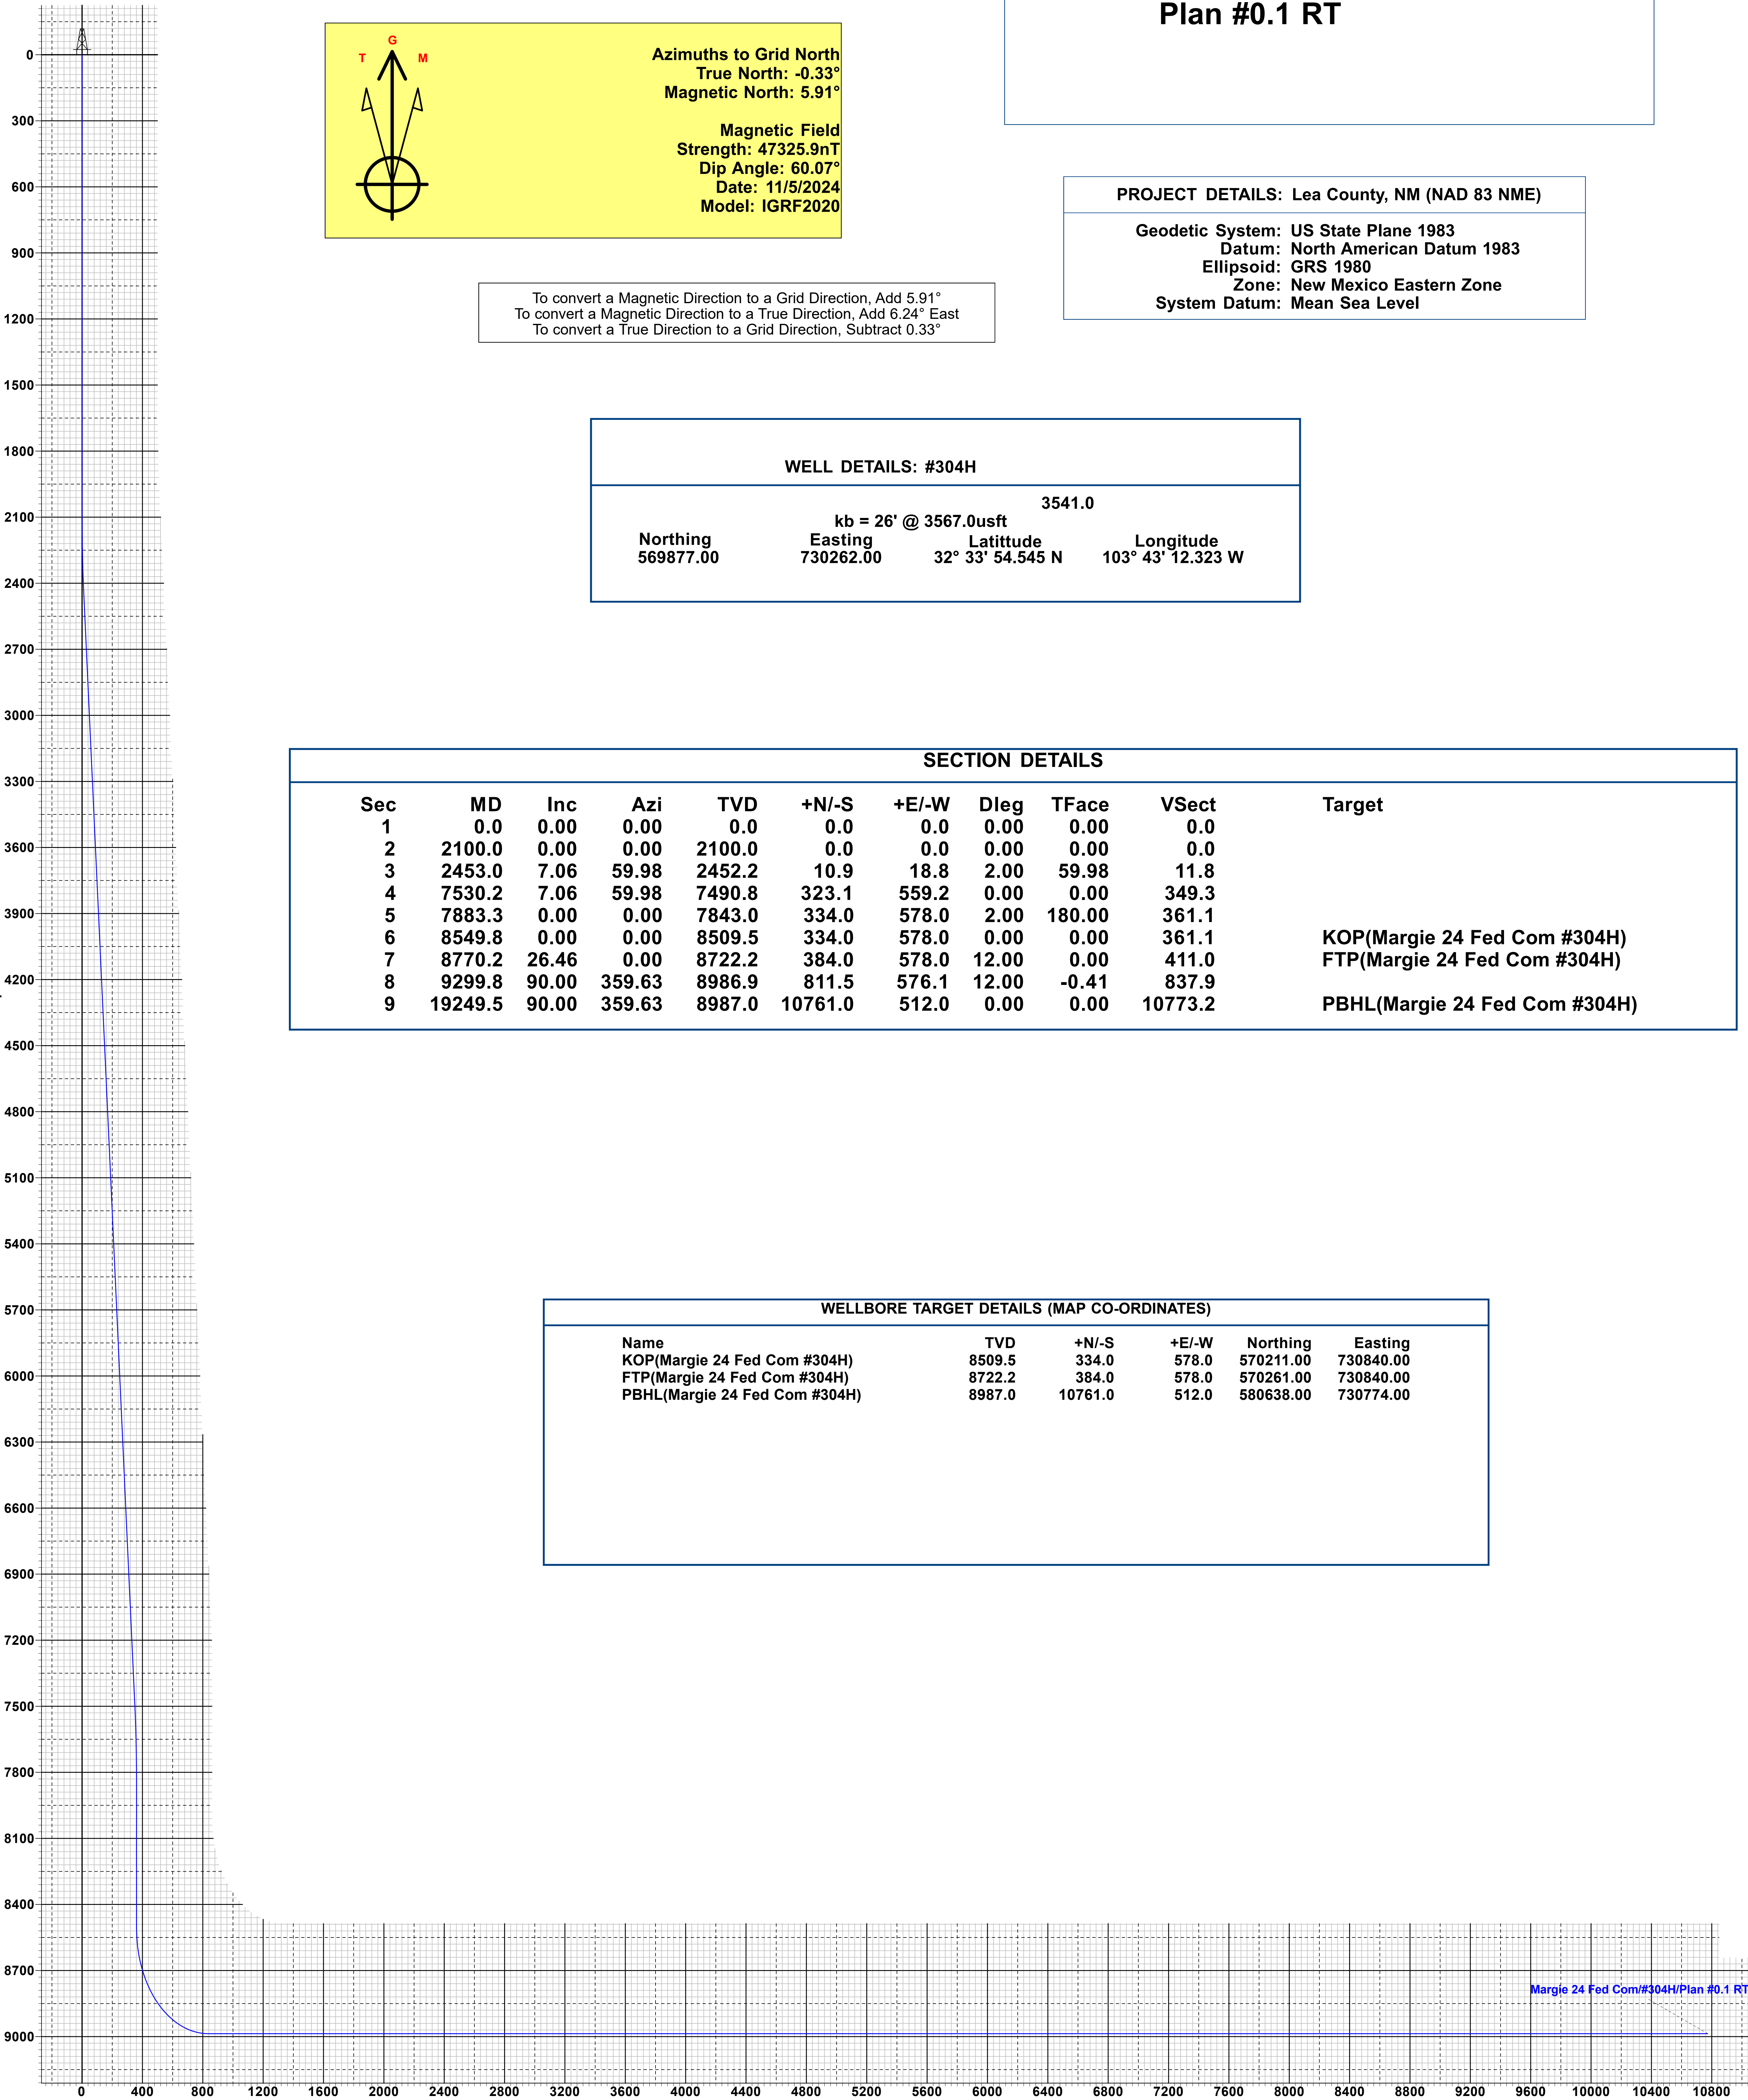 Plan #0.1 RT
G
T M
Azimuths to Grid North
True North: -0.33°
Magnetic North: 5.91°
Magnetic Field
Strength: 47325.9nT
Dip Angle: 60.07°
Date: 11/5/2024
Model: IGRF2020
PROJECT DETAILS: Lea County, NM (NAD 83 NME)
Geodetic System: US State Plane 1983
Datum: North American Datum 1983
Ellipsoid: GRS 1980
Zone: New Mexico Eastern Zone
System Datum: Mean Sea Level
To convert a Magnetic Direction to a Grid Direction, Add 5.91°
To convert a Magnetic Direction to a True Direction, Add 6.24° East
To convert a True Direction to a Grid Direction, Subtract 0.33°
WELL DETAILS: #304H
3541.0
kb = 26' @ 3567.0usft
Northing Easting Latittude Longitude
569877.00 730262.00 32° 33' 54.545 N 103° 43' 12.323 W
SECTION DETAILS
Sec MD Inc Azi TVD +N/-S +E/-W Dleg TFace VSect Target
1 0.0 0.00 0.00 0.0 0.0 0.0 0.00 0.00 0.0
2 2100.0 0.00 0.00 2100.0 0.0 0.0 0.00 0.00 0.0
3 2453.0 7.06 59.98 2452.2 10.9 18.8 2.00 59.98 11.8
4 7530.2 7.06 59.98 7490.8 323.1 559.2 0.00 0.00 349.3
5 7883.3 0.00 0.00 7843.0 334.0 578.0 2.00 180.00 361.1
6 8549.8 0.00 0.00 8509.5 334.0 578.0 0.00 0.00 361.1 KOP(Margie 24 Fed Com #304H)
7 8770.2 26.46 0.00 8722.2 384.0 578.0 12.00 0.00 411.0 FTP(Margie 24 Fed Com #304H)
8 9299.8 90.00 359.63 8986.9 811.5 576.1 12.00 -0.41 837.9
9 19249.5 90.00 359.63 8987.0 10761.0 512.0 0.00 0.00 10773.2 PBHL(Margie 24 Fed Com #304H)
WELLBORE TARGET DETAILS (MAP CO-ORDINATES)
Name TVD +N/-S +E/-W Northing Easting
KOP(Margie 24 Fed Com #304H) 8509.5 334.0 578.0 570211.00 730840.00
FTP(Margie 24 Fed Com #304H) 8722.2 384.0 578.0 570261.00 730840.00
PBHL(Margie 24 Fed Com #304H) 8987.0 10761.0 512.0 580638.00 730774.00
0
300
600
900
1200
1500
1800
2100
2400
2700
3000
3300
3600
3900
4200
4500
4800
5100
5400
5700
6000
6300
6600
6900
7200
7500
7800
8100
8400
8700
9000
Margie 24 Fed Com/#304H/Plan #0.1 RT
0 400 800 1200 1600 2000 2400 2800 3200 3600 4000 4400 4800 5200 5600 6000 6400 6800 7200 7600 8000 8400 8800 9200 9600 10000 10400 10800